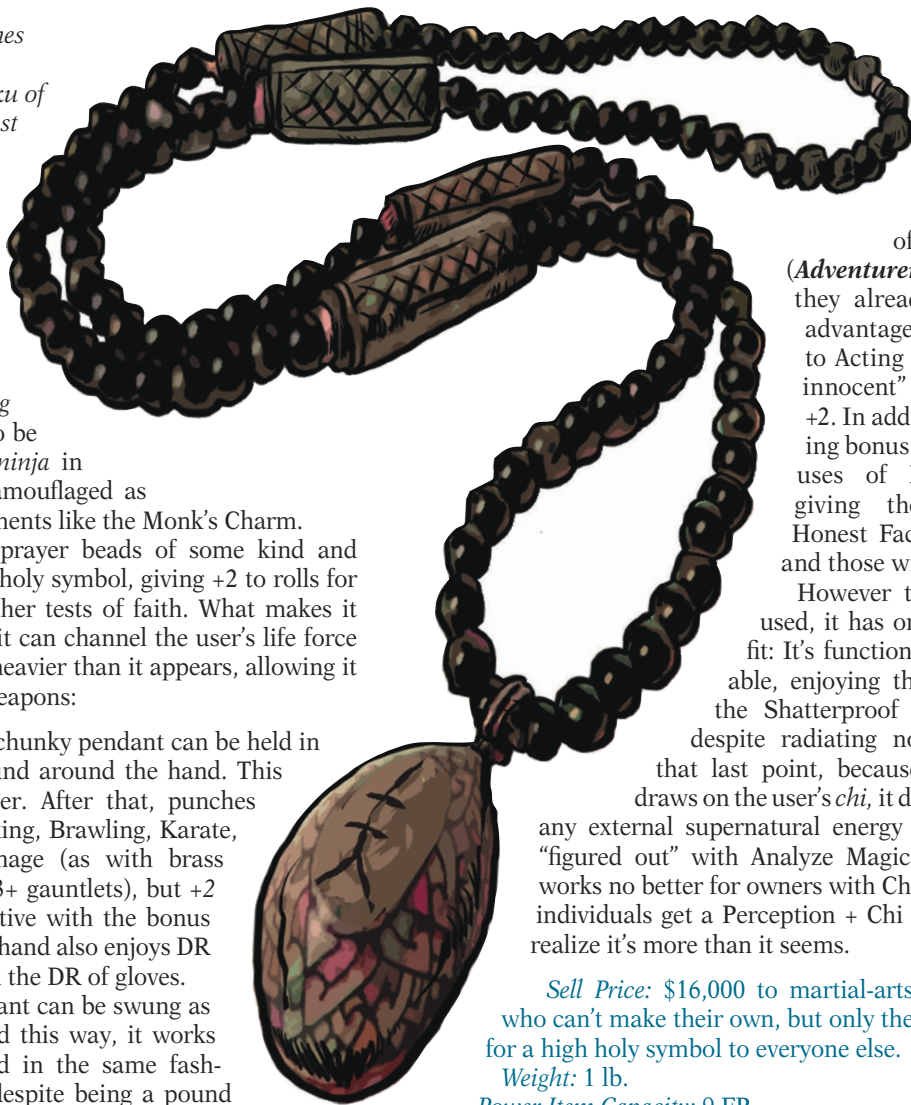 nes
ku of
st
g
o be
ninja in
amouflaged as
nents like the Monk's Charm.
prayer beads of some kind and
holy symbol, giving +2 to rolls for
her tests of faith. What makes it
it can channel the user's life force
heavier than it appears, allowing it
eapons:
chunky pendant can be held in
ind around the hand. This
er. After that, punches
king, Brawling, Karate,
nage (as with brass
3+ gauntlets), but +2
tive with the bonus
hand also enjoys DR
the DR of gloves.
ant can be swung as
d this way, it works
d in the same fash-
despite being a pound
of
(Adventurer
they alread
advantage
to Acting
innocent”
+2. In add
ing bonus
uses of
giving the
Honest Fac
and those w
However t
used, it has on
fit: It's function
able, enjoying th
the Shatterproof
despite radiating no
that last point, because
draws on the user's chi, it d
any external supernatural energy
“figured out” with Analyze Magic
works no better for owners with Ch
individuals get a Perception + Chi
realize it's more than it seems.
Sell Price: $16,000 to martial-arts
who can't make their own, but only the
for a high holy symbol to everyone else.
Weight: 1 lb.
Power Item Capacity: 9 FP